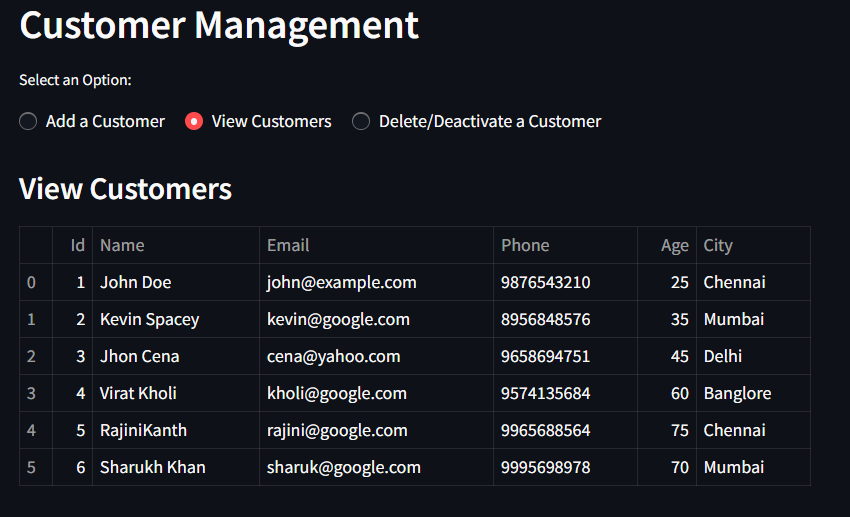 Customer Management
Select an Option:
Add a Customer View Customers Delete/Deactivate a Customer
View Customers
Id Name Email Phone Age City
0 1 John Doe john@example.com 9876543210 25 Chennai
1 2 Kevin Spacey kevin@google.com 8956848576 35 Mumbai
2 3 Jhon Cena cena@yahoo.com 9658694751 45 Delhi
3 4 Virat Kholi kholi@google.com 9574135684 60 Banglore
4 5 RajiniKanth rajini@google.com 9965688564 75 Chennai
5 6 Sharukh Khan sharuk@google.com 9995698978 70 Mumbai